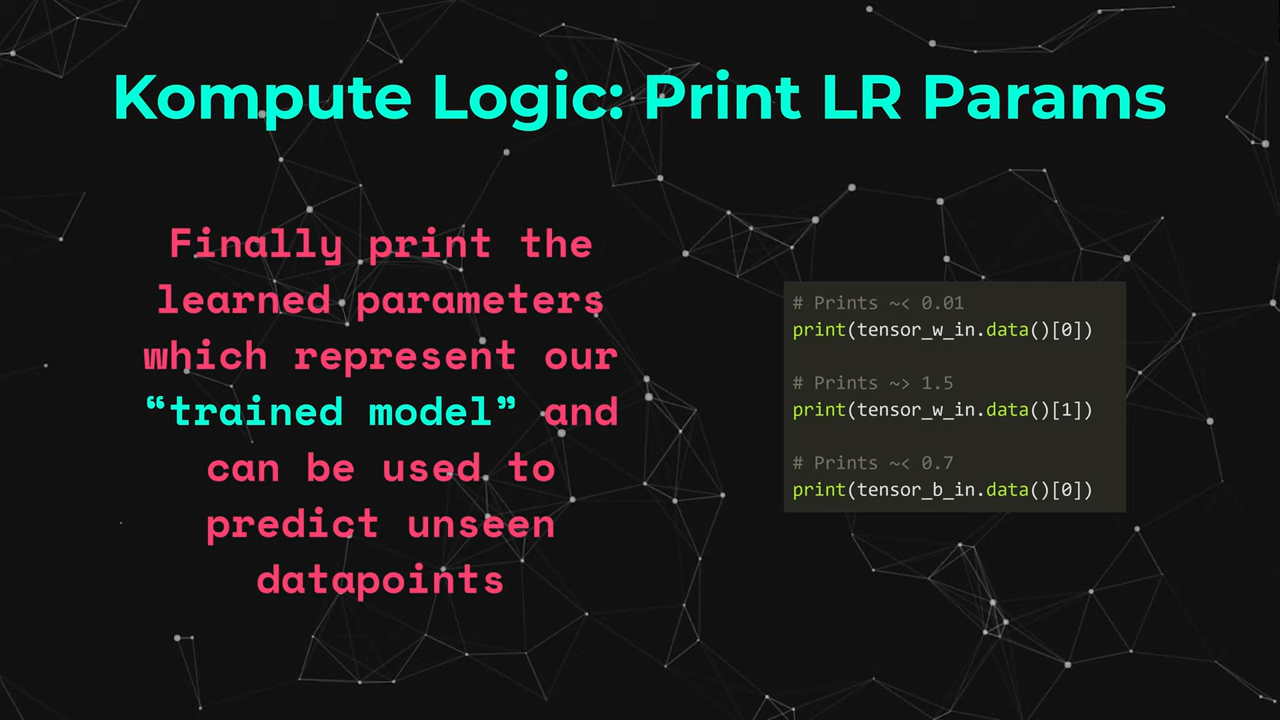 Kompute Logic: Print LR Params
Finally print the
learned parameters
which represent our
“trained model” and
can be used to
predict unseen
datapoints
# Prints ~< 0.01
print(tensor_w_in.data()[0])
# Prints ~> 1.5
print(tensor_w_in.data()[1])
# Prints ~< 0.7
print(tensor_b_in.data()[0])